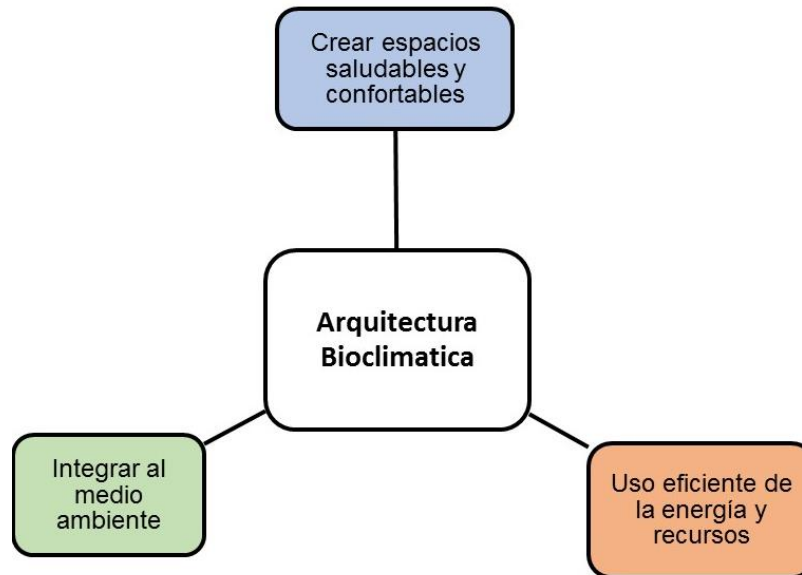 Crear espacios
saludables y
confortables
Arquitectura
Bioclimatica
Integrar al
medio
ambiente
Uso eficiente de
la energía y
recursos